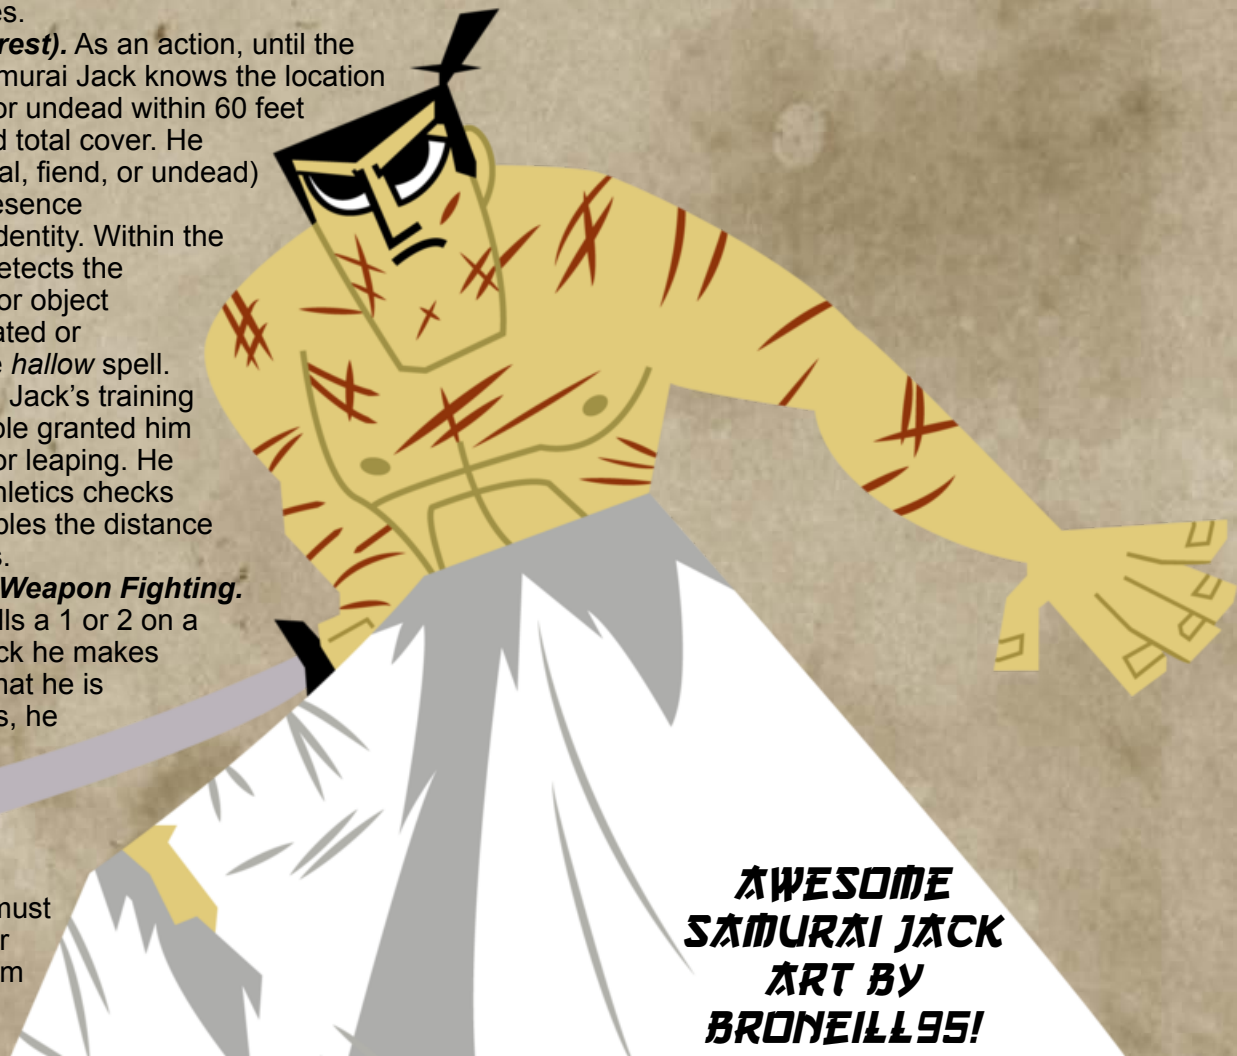 es.
rest). As an action, until the
murai Jack knows the location
or undead within 60 feet
d total cover. He
al, fiend, or undead)
esence
dentity. Within the
etects the
or object
ated or
e hallow spell.
Jack’s training
ple granted him
or leaping. He
hletics checks
bles the distance
s.
Weapon Fighting.
lls a 1 or 2 on a
ck he makes
hat he is
s, he
must
r
m
AWESOME
SAMURAI JACK
ART BY
BRONEILL95!